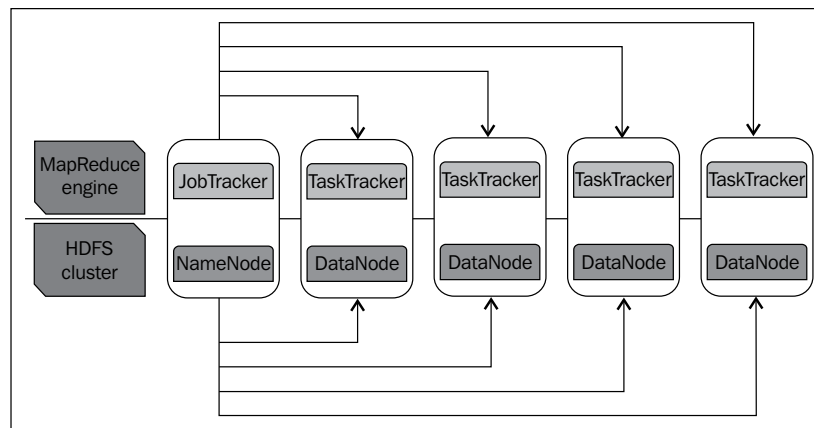 MapReduce
engine
JobTracker
TaskTracker
TaskTracker
TaskTracker
TaskTracker
HDFS
cluster
NameNode
DataNode
DataNode
DataNode
DataNode